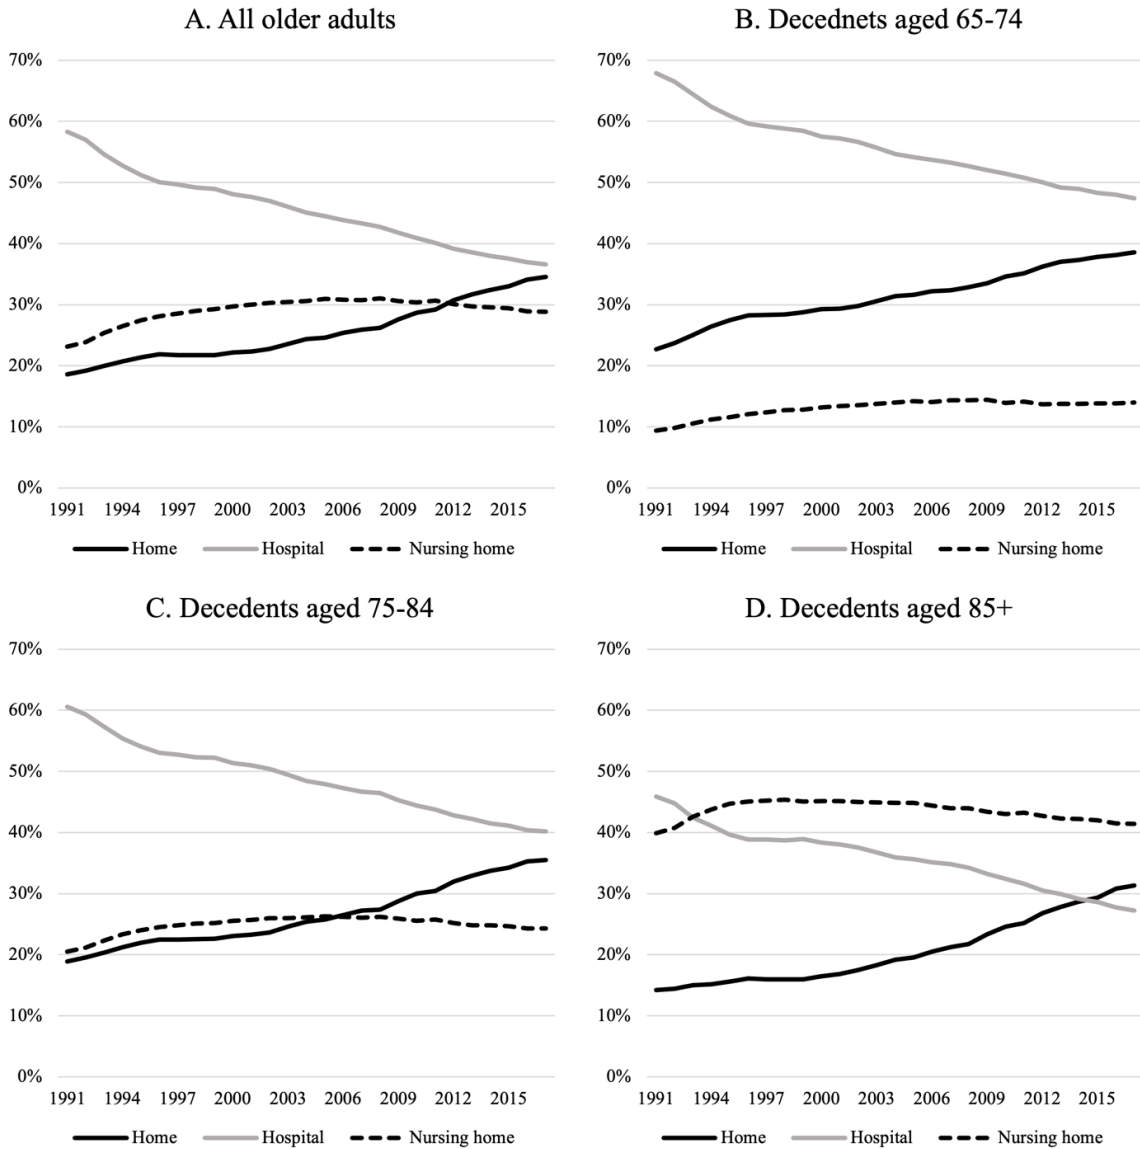 A. All older adults
70%
60%
50%
40%
30%
20%
10%
0%
1991 1994 1997 2000 2003 2006 2009 2012 2015
Home Hospital Nursing home
B. Decednets aged 65-74
70%
60%
50%
40%
30%
20%
10%
0%
1991 1994 1997 2000 2003 2006 2009 2012 2015
Home Hospital Nursing home
C. Decedents aged 75-84
70%
60%
50%
40%
30%
20%
10%
0%
1991 1994 1997 2000 2003 2006 2009 2012 2015
Home Hospital Nursing home
D. Decedents aged 85+
70%
60%
50%
40%
30%
20%
10%
0%
1991 1994 1997 2000 2003 2006 2009 2012 2015
Home Hospital Nursing home